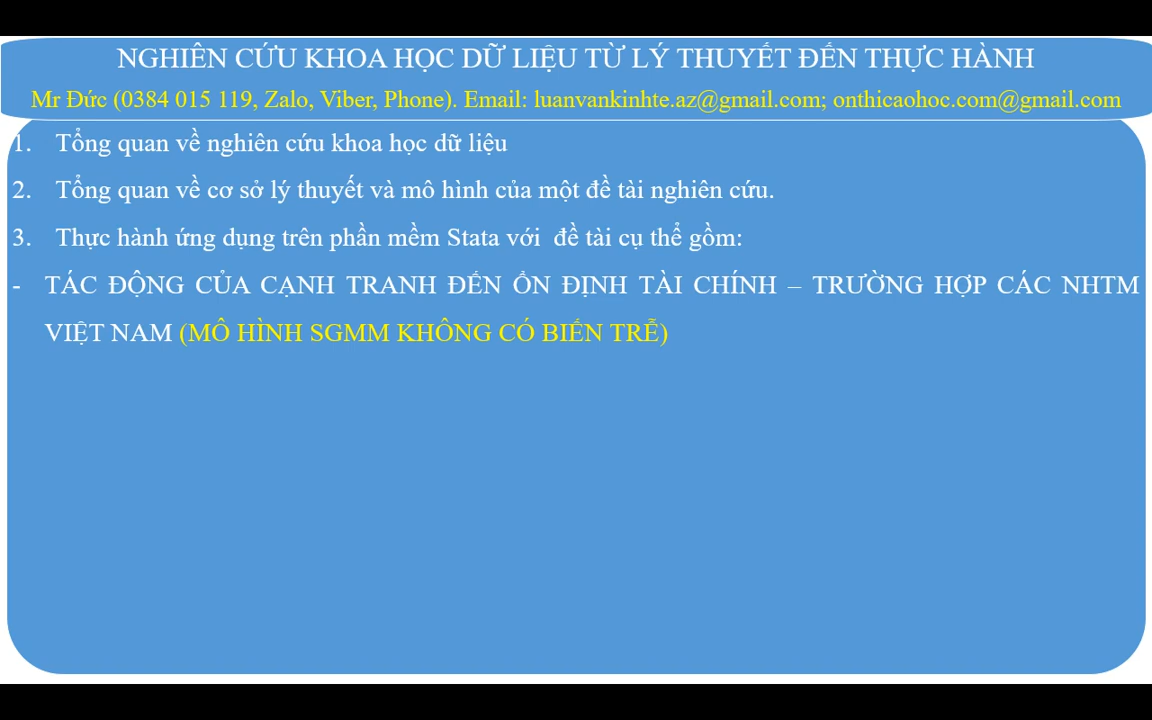 NGHIÊN CỨU KHOA HỌC DỮ LIỆU TỪ LÝ THUYẾT ĐẾN THỰC HÀNH
Mr Đức (0384 015 119, Zalo, Viber, Phone). Email: luanvankinhte.az@gmail.com; onthicaohoc.com@gmail.com
1. Tổng quan về nghiên cứu khoa học dữ liệu
2. Tổng quan về cơ sở lý thuyết và mô hình của một đề tài nghiên cứu.
3. Thực hành ứng dụng trên phần mềm Stata với đề tài cụ thể gồm:
- TÁC ĐỘNG CỦA CẠNH TRANH ĐẾN ỔN ĐỊNH TÀI CHÍNH – TRƯỜNG HỢP CÁC NHTM
VIỆT NAM (MÔ HÌNH SGMM KHÔNG CÓ BIẾN TRỄ)